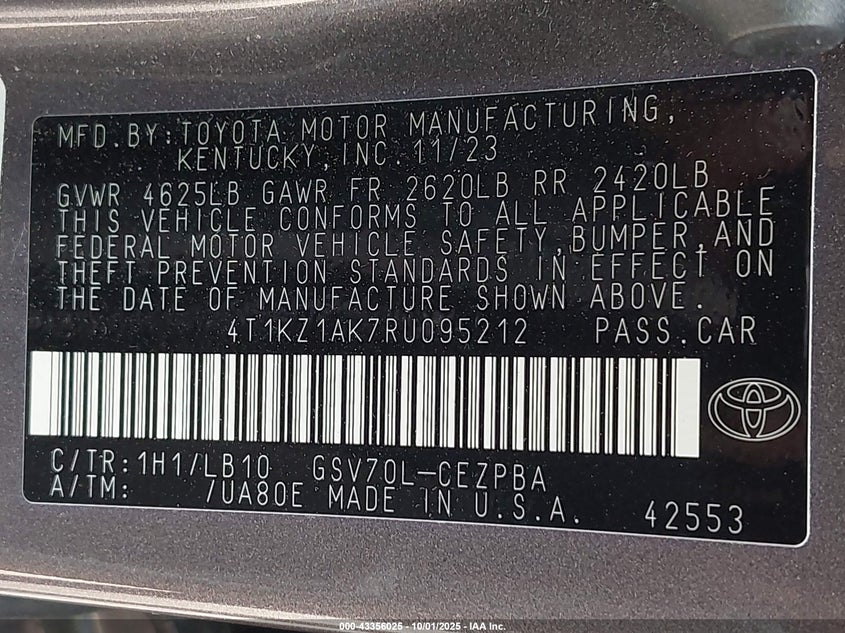 MFD.BY:TOYOTA MOTOR MANUFACTURING,
KENTUCKY,INC.11/23
GVWR 4625LB GAWR FR 2620LB RR 2420LB
THIS VEHICLE CONFORMS TO ALL APPLICABLE
FEDERAL MOTOR VEHICLE SAFETY,BUMPER,AND
THEFT PREVENTION STANDARDS IN EFFECT ON
THE DATE OF MANUFACTURE SHOWN ABOVE.
4T1KZ1AK7RU095212 PASS.CAR
C/TR:1H1/LB10 GSV70L-CEZPBA
A/TM: 7UA80E MADE IN U.S.A. 42553
000-43356025 - 10/01/2025 - IAA Inc.